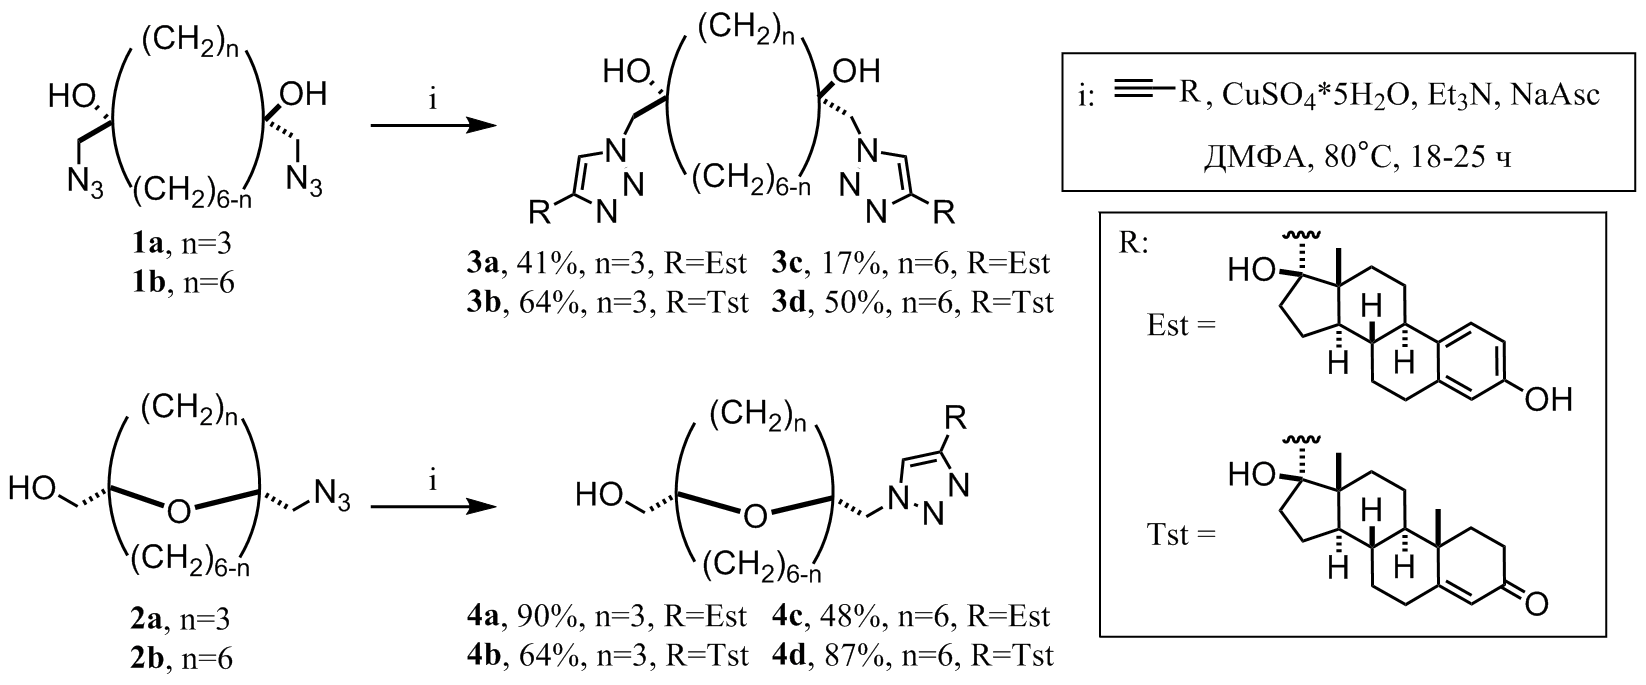 (CH₂)ₙ
HO
OH
N₃
N₃
(CH₂)₆₋ₙ
1a, n=3
1b, n=6
i
(CH₂)ₙ
HO
OH
(CH₂)₆₋ₙ
N
N
N
R
N
N
N
R
3a, 41%, n=3, R=Est 3c, 17%, n=6, R=Est
3b, 64%, n=3, R=Tst 3d, 50%, n=6, R=Tst
i: R, CuSO₄*5H₂O, Et₃N, NaAsc
ДМФА, 80°C, 18-25 ч
(CH₂)ₙ
HO
O
N₃
(CH₂)₆₋ₙ
2a, n=3
2b, n=6
i
(CH₂)ₙ
HO
O
(CH₂)₆₋ₙ
N
N
N
R
4a, 90%, n=3, R=Est 4c, 48%, n=6, R=Est
4b, 64%, n=3, R=Tst 4d, 87%, n=6, R=Tst
R:
Est =
HO
H
H
H
OH
Tst =
HO
H
H
H
O